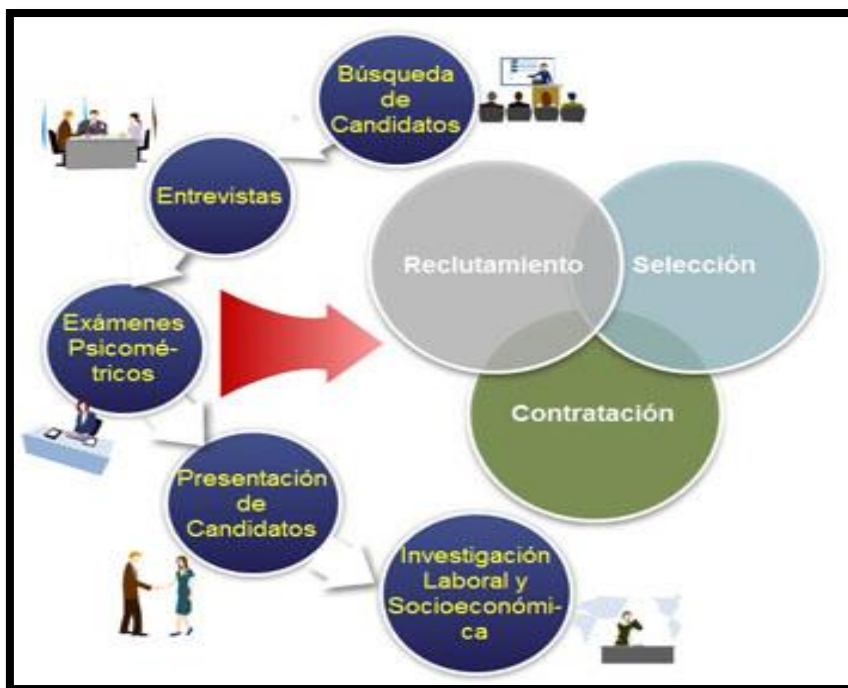 Búsqueda
de
Candidatos
Entrevistas
Exámenes
Psicomé-
tricos
Presentación
de
Candidatos
Investigación
Laboral y
Socioeconómi-
ca
Reclutamiento
Selección
Contratación